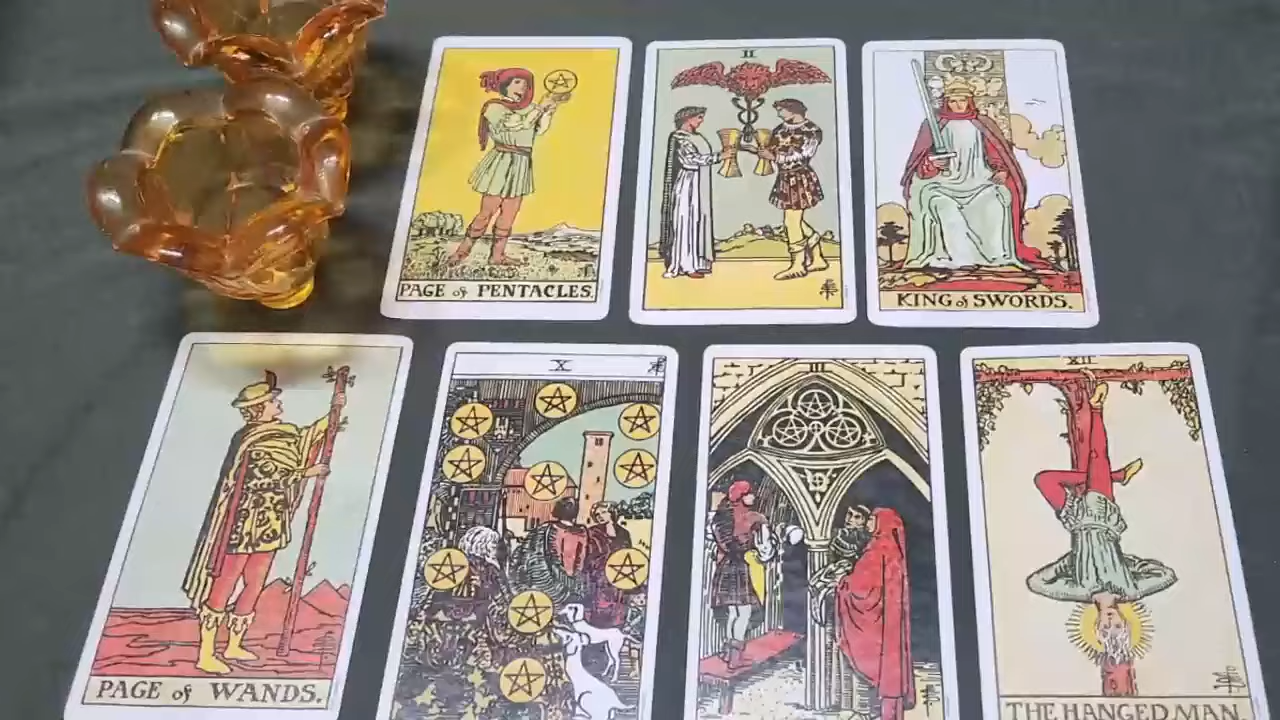 PAGE of PENTACLES.
II
KING of SWORDS.
PAGE of WANDS.
X
III
XII
THE HANGED MAN